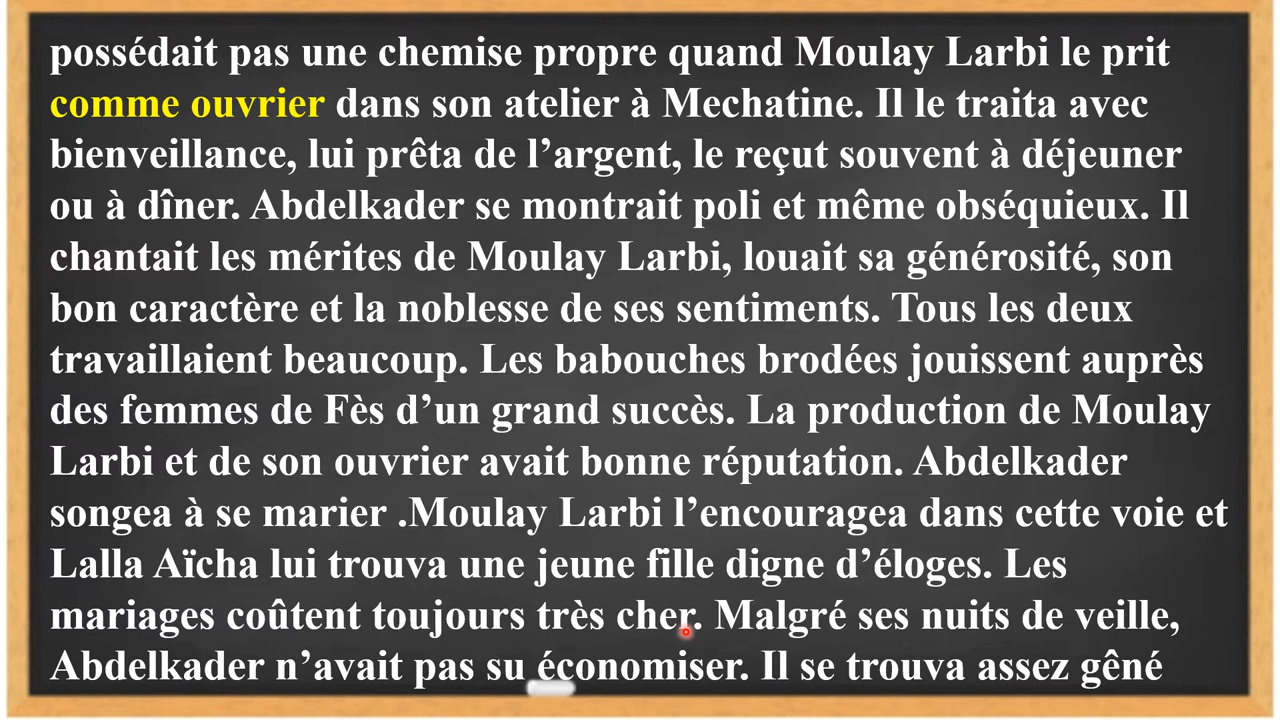 possédait pas une chemise propre quand Moulay Larbi le prit
comme ouvrier dans son atelier à Mechatine. Il le traita avec
bienveillance, lui prêta de l’argent, le reçut souvent à déjeuner
ou à dîner. Abdelkader se montrait poli et même obséquieux. Il
chantait les mérites de Moulay Larbi, louait sa générosité, son
bon caractère et la noblesse de ses sentiments. Tous les deux
travaillaient beaucoup. Les babouches brodées jouissent auprès
des femmes de Fès d’un grand succès. La production de Moulay
Larbi et de son ouvrier avait bonne réputation. Abdelkader
songea à se marier .Moulay Larbi l’encouragea dans cette voie et
Lalla Aïcha lui trouva une jeune fille digne d’éloges. Les
mariages coûtent toujours très cher. Malgré ses nuits de veille,
Abdelkader n’avait pas su économiser. Il se trouva assez gêné